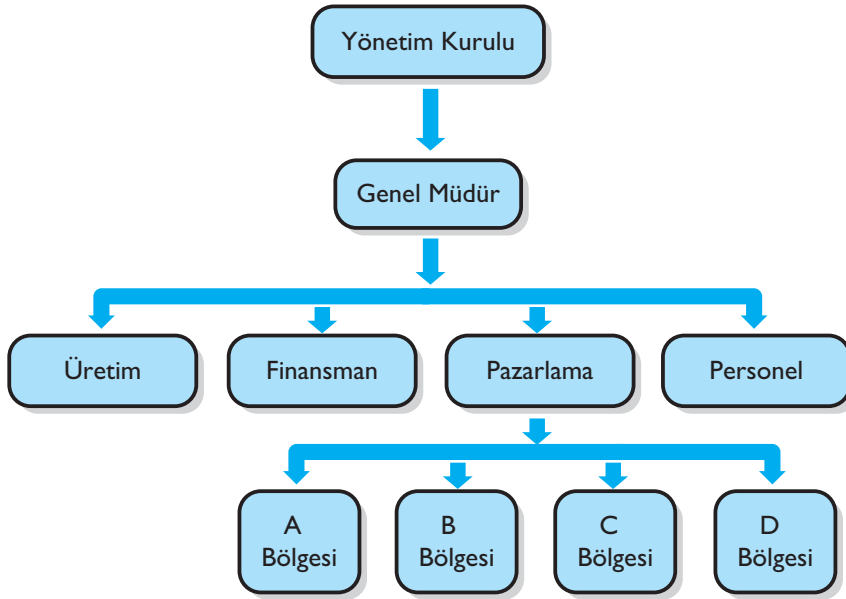 Yönetim Kurulu
Genel Müdür
Üretim
Finansman
Pazarlama
Personel
A
Bölgesi
B
Bölgesi
C
Bölgesi
D
Bölgesi